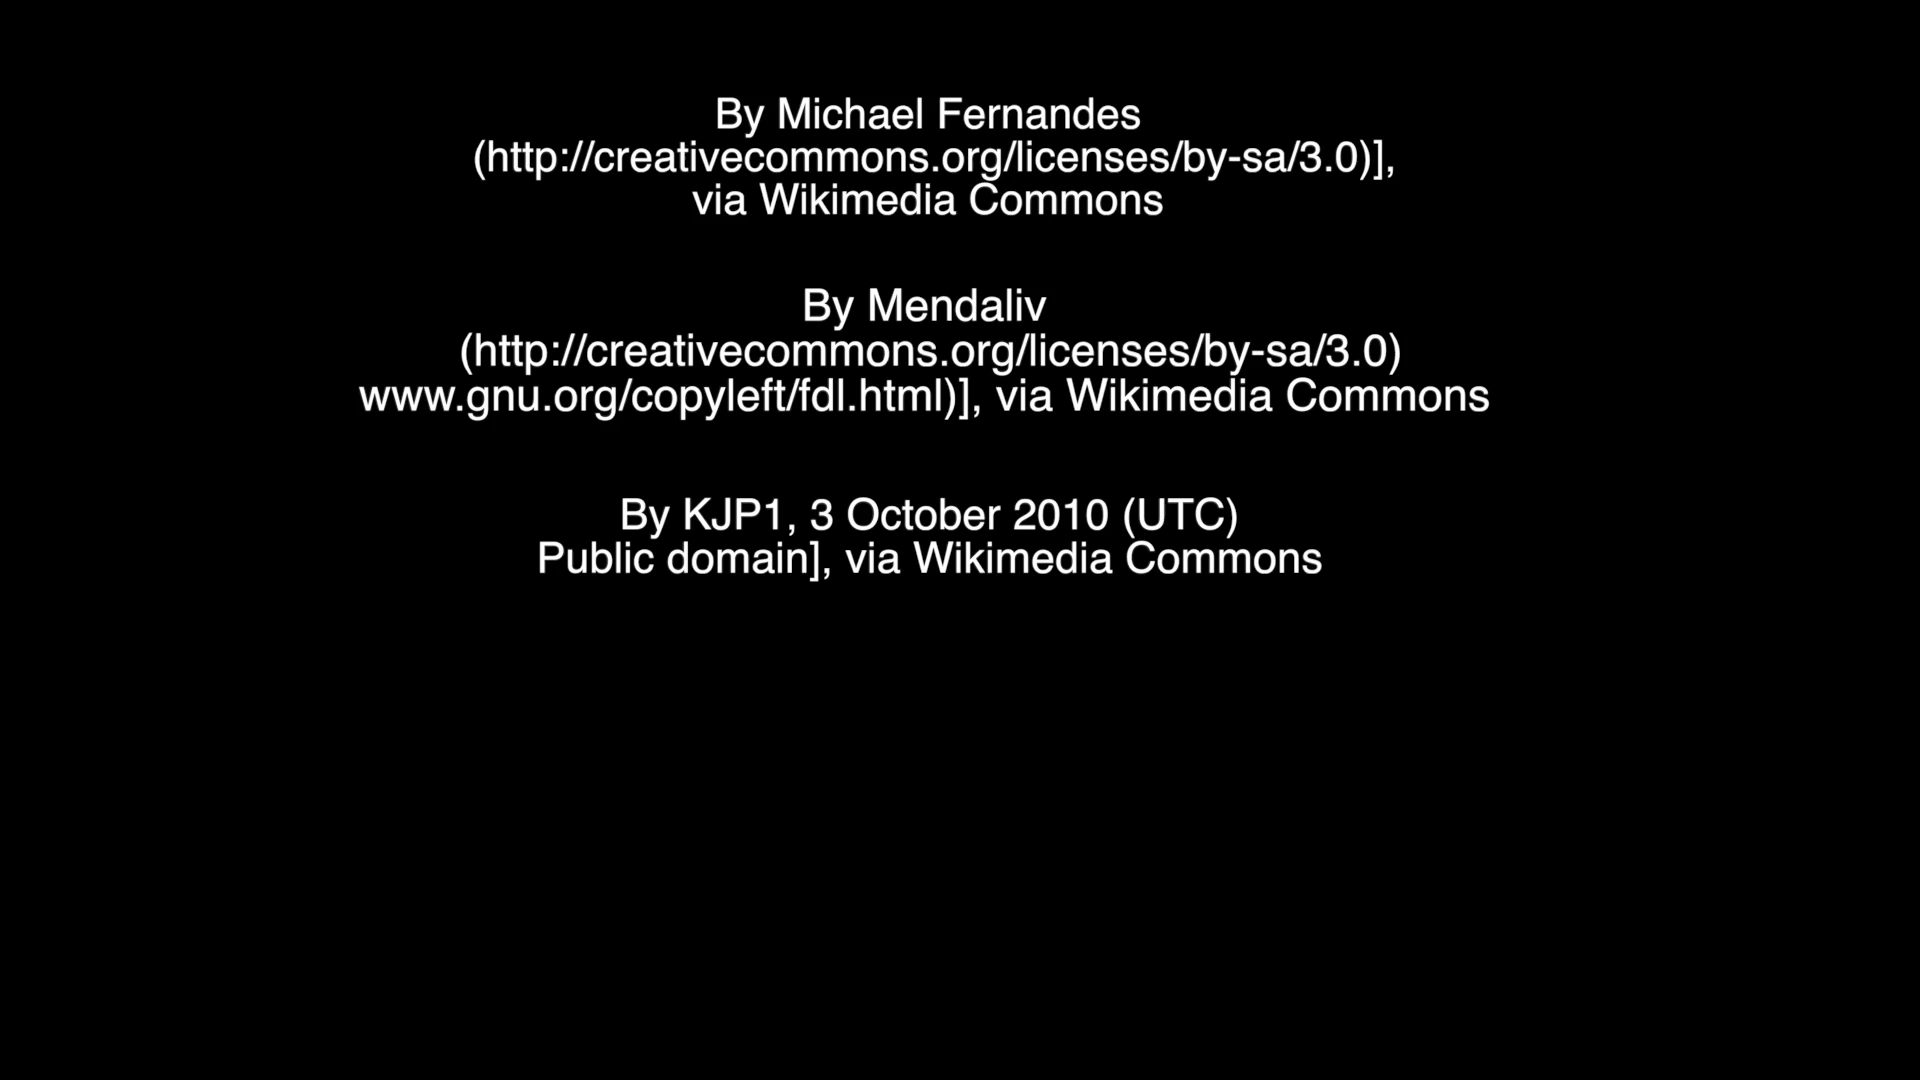 By Michael Fernandes
(http://creativecommons.org/licenses/by-sa/3.0)],
via Wikimedia Commons
By Mendaliv
(http://creativecommons.org/licenses/by-sa/3.0)
www.gnu.org/copyleft/fdl.html)], via Wikimedia Commons
By KJP1, 3 October 2010 (UTC)
Public domain], via Wikimedia Commons